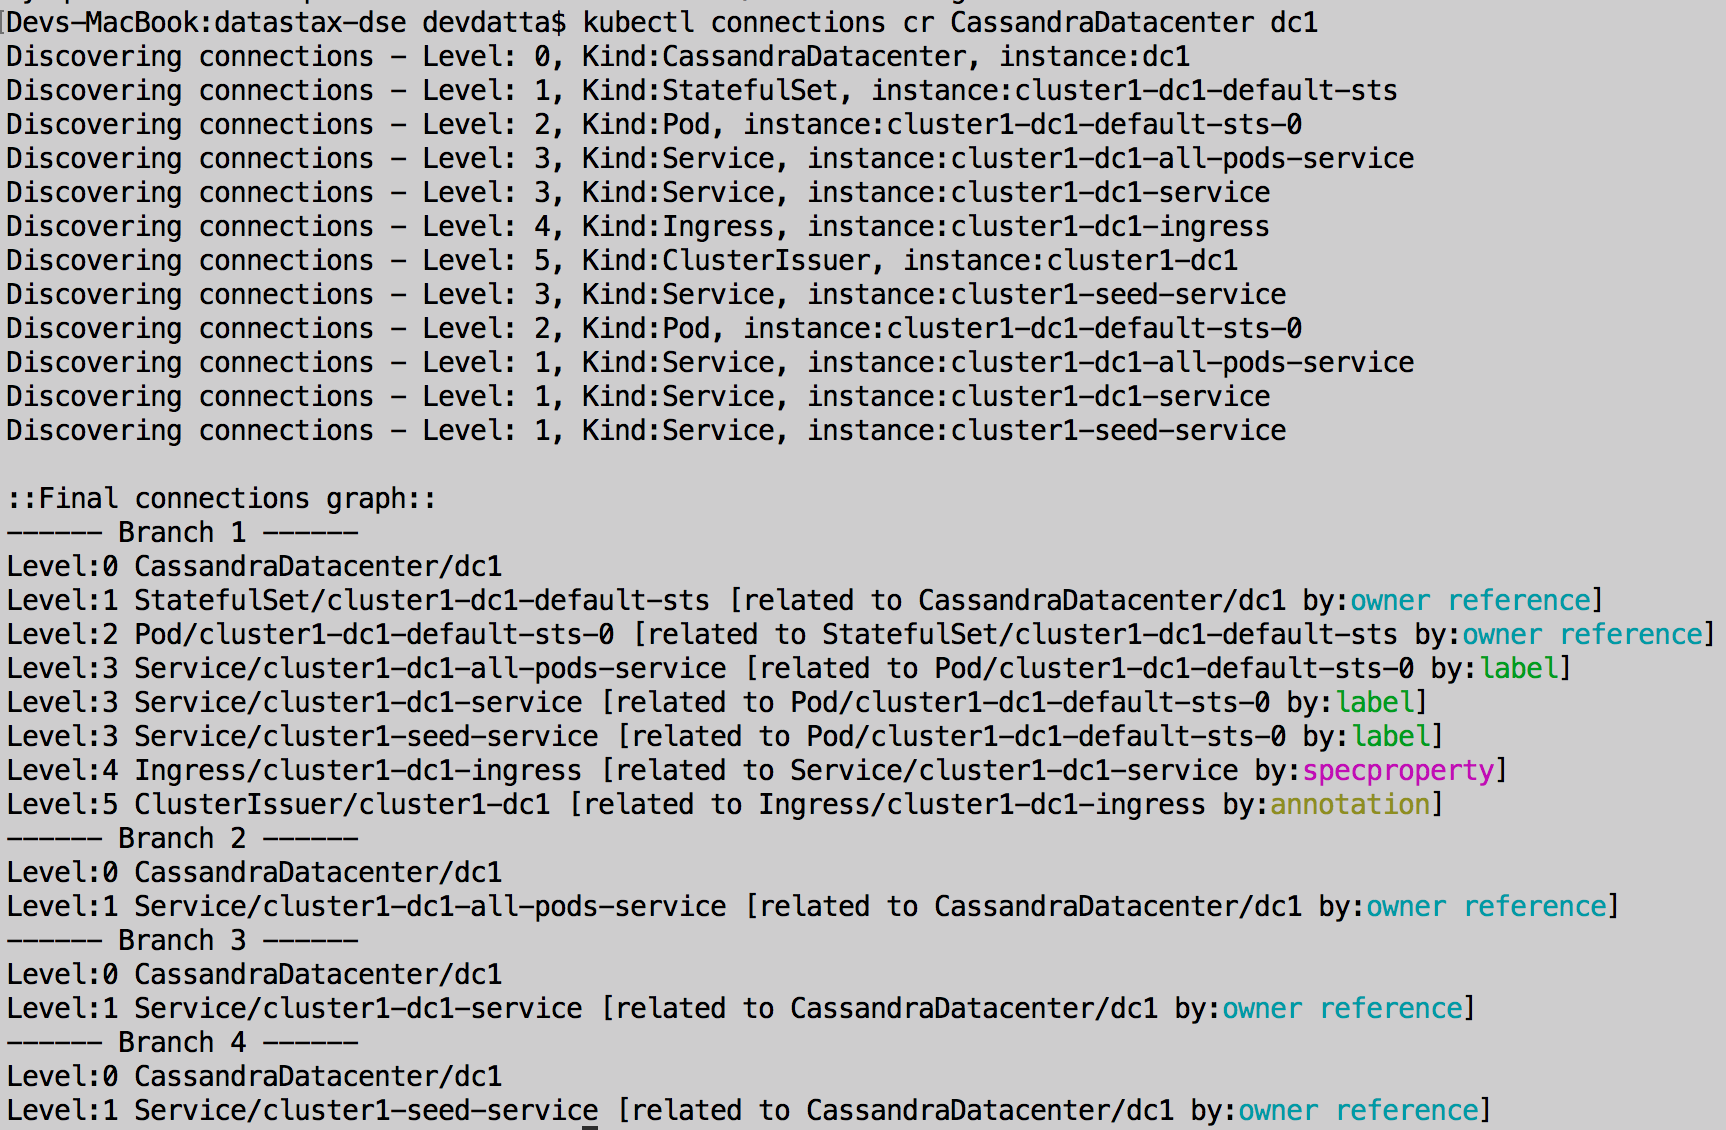 Devs-MacBook:datastax-dse devdatta$ kubectl connections cr CassandraDatacenter dc1
Discovering connections - Level: 0, Kind:CassandraDatacenter, instance:dc1
Discovering connections - Level: 1, Kind:StatefulSet, instance:cluster1-dc1-default-sts
Discovering connections - Level: 2, Kind:Pod, instance:cluster1-dc1-default-sts-0
Discovering connections - Level: 3, Kind:Service, instance:cluster1-dc1-all-pods-service
Discovering connections - Level: 3, Kind:Service, instance:cluster1-dc1-service
Discovering connections - Level: 4, Kind:Ingress, instance:cluster1-dc1-ingress
Discovering connections - Level: 5, Kind:ClusterIssuer, instance:cluster1-dc1
Discovering connections - Level: 3, Kind:Service, instance:cluster1-seed-service
Discovering connections - Level: 2, Kind:Pod, instance:cluster1-dc1-default-sts-0
Discovering connections - Level: 1, Kind:Service, instance:cluster1-dc1-all-pods-service
Discovering connections - Level: 1, Kind:Service, instance:cluster1-dc1-service
Discovering connections - Level: 1, Kind:Service, instance:cluster1-seed-service
::Final connections graph::
------ Branch 1 ------
Level:0 CassandraDatacenter/dc1
Level:1 StatefulSet/cluster1-dc1-default-sts [related to CassandraDatacenter/dc1 by:owner reference]
Level:2 Pod/cluster1-dc1-default-sts-0 [related to StatefulSet/cluster1-dc1-default-sts by:owner reference]
Level:3 Service/cluster1-dc1-all-pods-service [related to Pod/cluster1-dc1-default-sts-0 by:label]
Level:3 Service/cluster1-dc1-service [related to Pod/cluster1-dc1-default-sts-0 by:label]
Level:3 Service/cluster1-seed-service [related to Pod/cluster1-dc1-default-sts-0 by:label]
Level:4 Ingress/cluster1-dc1-ingress [related to Service/cluster1-dc1-service by:specproperty]
Level:5 ClusterIssuer/cluster1-dc1 [related to Ingress/cluster1-dc1-ingress by:annotation]
------ Branch 2 ------
Level:0 CassandraDatacenter/dc1
Level:1 Service/cluster1-dc1-all-pods-service [related to CassandraDatacenter/dc1 by:owner reference]
------ Branch 3 ------
Level:0 CassandraDatacenter/dc1
Level:1 Service/cluster1-dc1-service [related to CassandraDatacenter/dc1 by:owner reference]
------ Branch 4 ------
Level:0 CassandraDatacenter/dc1
Level:1 Service/cluster1-seed-service [related to CassandraDatacenter/dc1 by:owner reference]